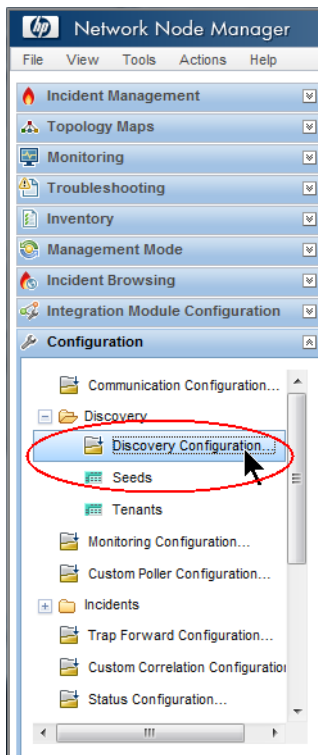 hp Network Node Manager
File View Tools Actions Help
Incident Management
Topology Maps
Monitoring
Troubleshooting
Inventory
Management Mode
Incident Browsing
Integration Module Configuration
Configuration
Communication Configuration...
Discovery
Discovery Configuration...
Seeds
Tenants
Monitoring Configuration...
Custom Poller Configuration...
Incidents
Trap Forward Configuration...
Custom Correlation Configuration
Status Configuration...